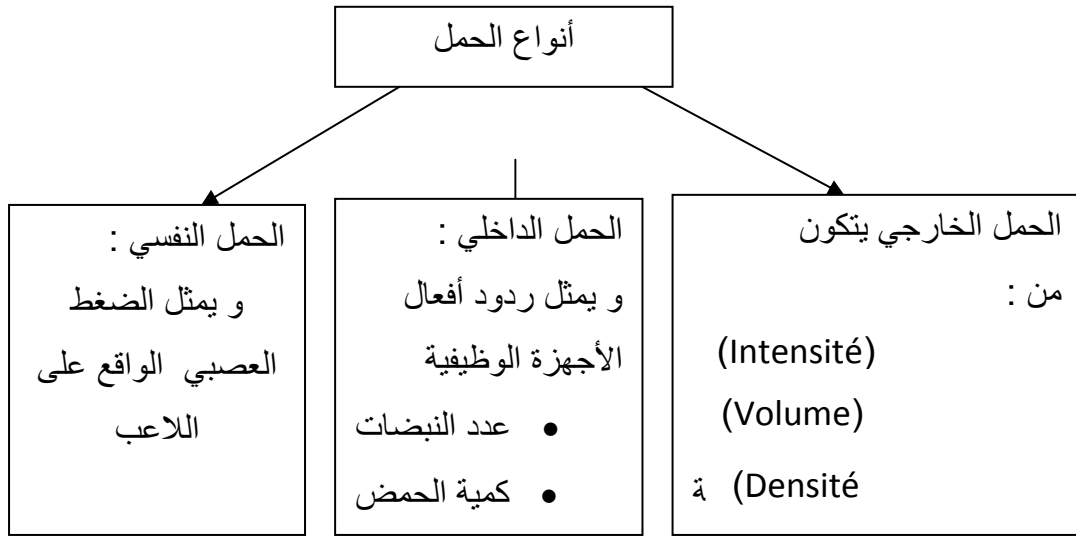 أنواع الحمل
الحمل الخارجي يتكون
من :
(Intensité)
(Volume)
(Densité ة
الحمل الداخلي :
و يمثل ردود أفعال
الأجهزة الوظيفية
• عدد النبضات
• كمية الحمض
الحمل النفسي :
و يمثل الضغط
العصبي الواقع على
اللاعب